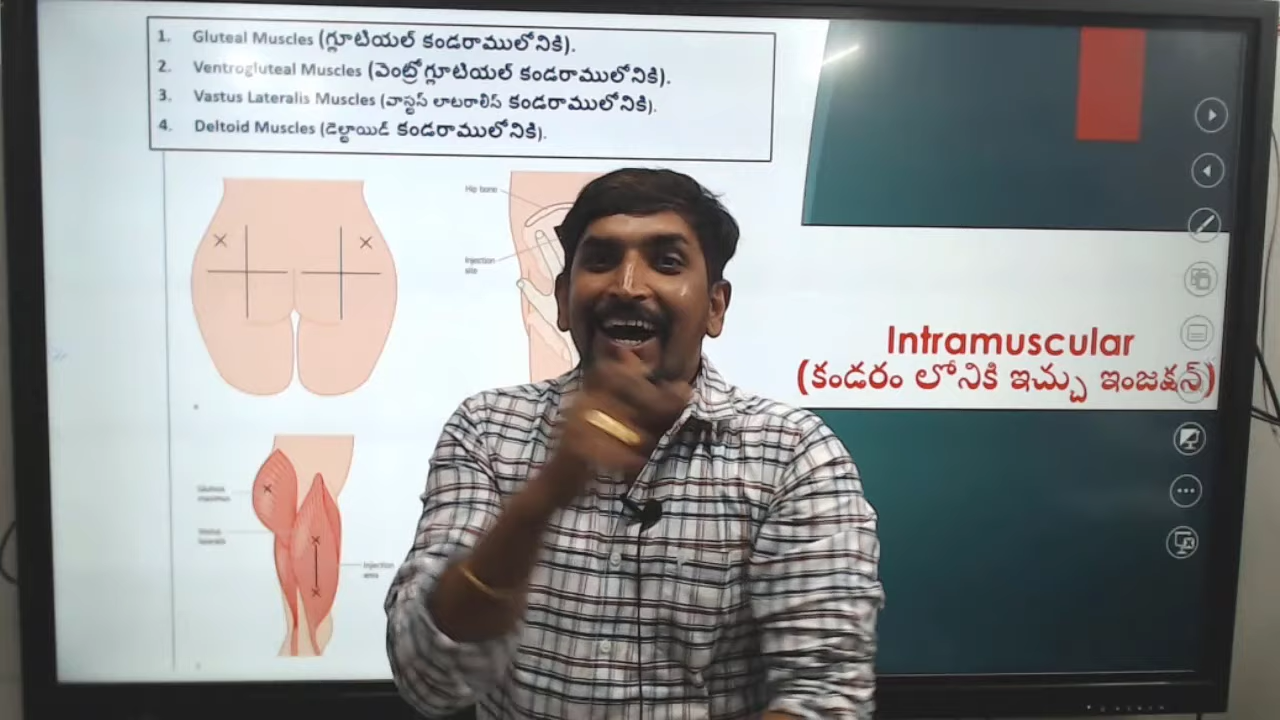 1. Gluteal Muscles (గ్లూటియల్ కండరాములోనికి).
2. Ventrogluteal Muscles (వెంట్రోగ్లూటియల్ కండరాములోనికి).
3. Vastus Lateralis Muscles (వాస్టస్ లాటరాలిస్ కండరాములోనికి).
4. Deltoid Muscles (డెల్టాయిడ్ కండరాములోనికి).
Hip bone
Injection
site
Intramuscular
(కండరం లోనికి ఇచ్చు ఇంజక్షన్)
Gluteus
maximus
Vastus
lateralis
Injection
area